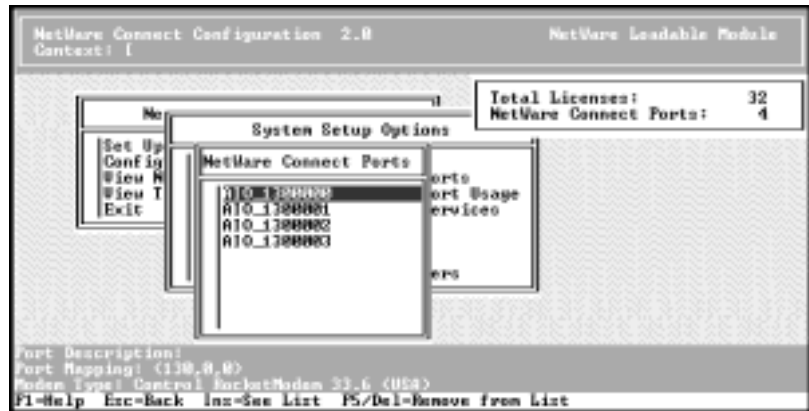 NetWare Connect Configuration 2.0 NetWare Loadable Module
Context: [
Total Licenses: 32
NetWare Connect Ports: 4
Ne
System Setup Options
Set Up
Config
View N
View T
Exit
NetWare Connect Ports
orts
ort Usage
ervices
ers
AIO_1300000
AIO_1300001
AIO_1300002
AIO_1300003
Port Description:
Port Mapping: (130,0,0)
Modem Type: Control RocketModem 33.6 (USA)
F1-Help Esc-Back Ins-See List F5/Del-Remove from List